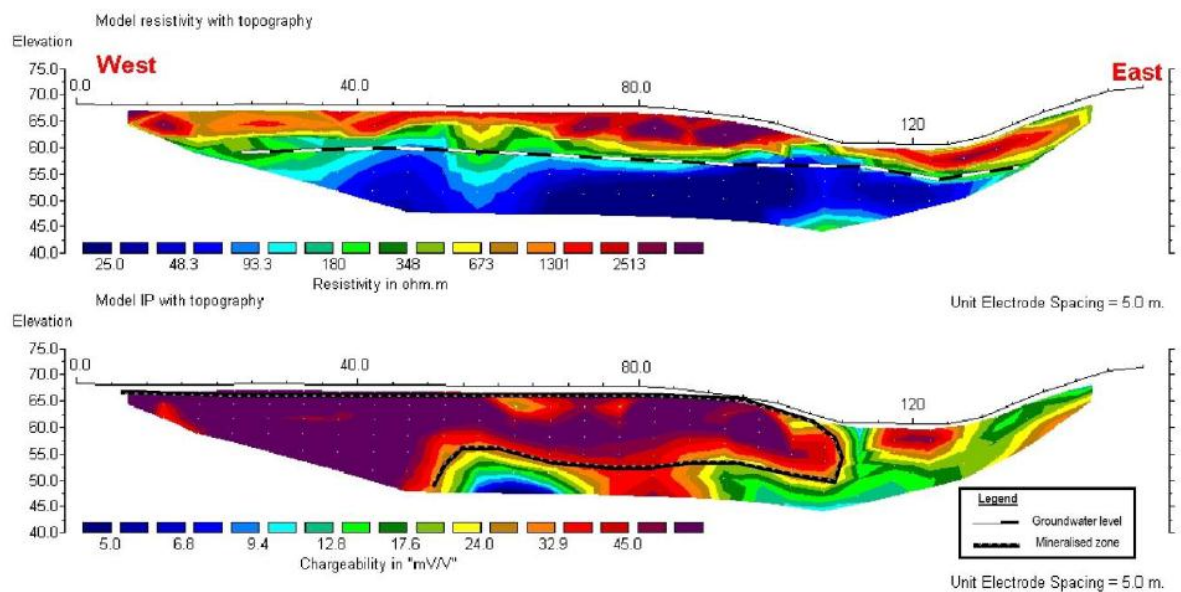 Model resistivity with topography
Elevation
West
East
75.0
0.0
40.0
80.0
70.0
65.0
120
60.0
55.0
50.0
45.0
40.0
25.0 48.3 93.3 180 348 673 1301 2513
Resistivity in ohm.m
Model IP with topography
Unit Electrode Spacing = 5.0 m.
Elevation
75.0
0.0
40.0
80.0
70.0
65.0
120
60.0
55.0
50.0
45.0
40.0
Legend
Groundwater level
Mineralised zone
5.0 6.8 9.4 12.8 17.6 24.0 32.9 45.0
Chargeability in "mV/V"
Unit Electrode Spacing = 5.0 m.